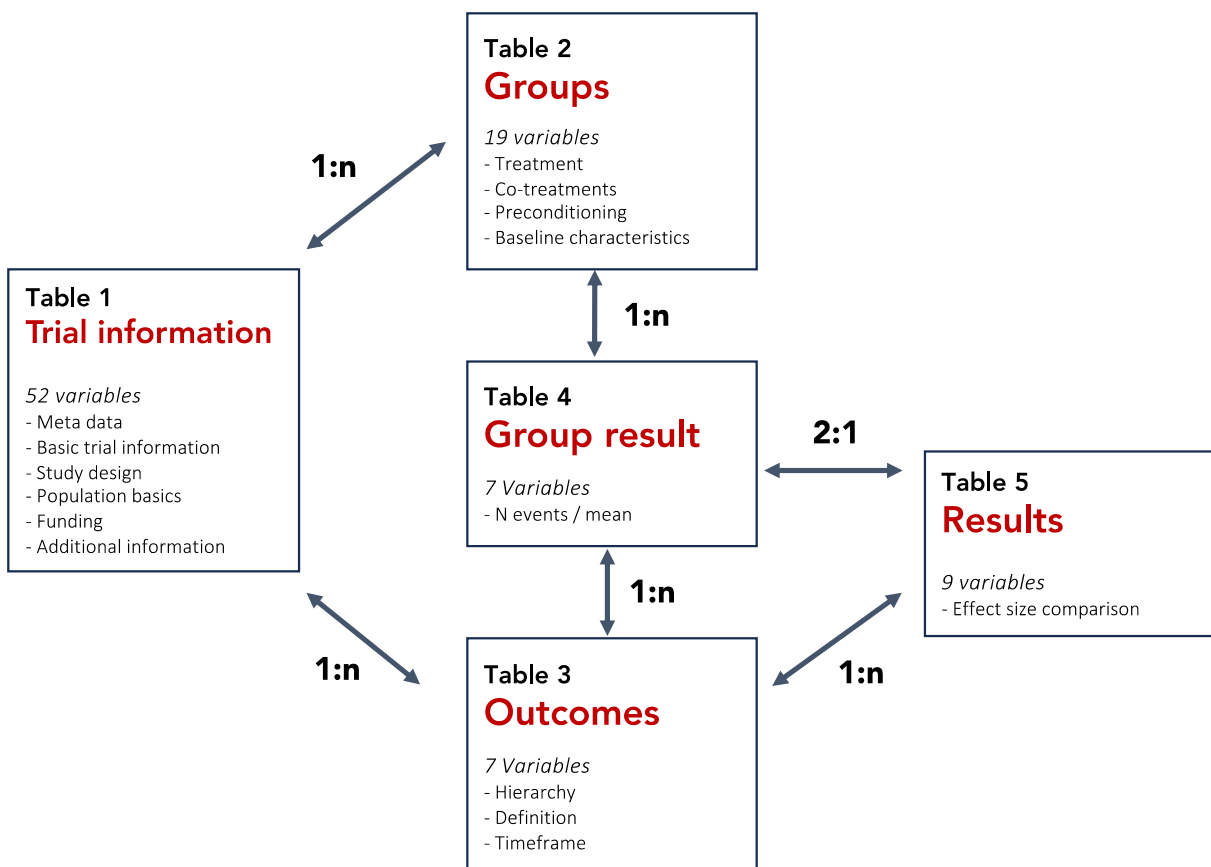 Table 2
Groups
19 variables
- Treatment
- Co-treatments
- Preconditioning
- Baseline characteristics
1:n
Table 1
Trial information
52 variables
- Meta data
- Basic trial information
- Study design
- Population basics
- Funding
- Additional information
1:n
Table 4
Group result
7 Variables
- N events / mean
2:1
Table 5
Results
9 variables
- Effect size comparison
1:n
1:n
1:n
Table 3
Outcomes
7 Variables
- Hierarchy
- Definition
- Timeframe